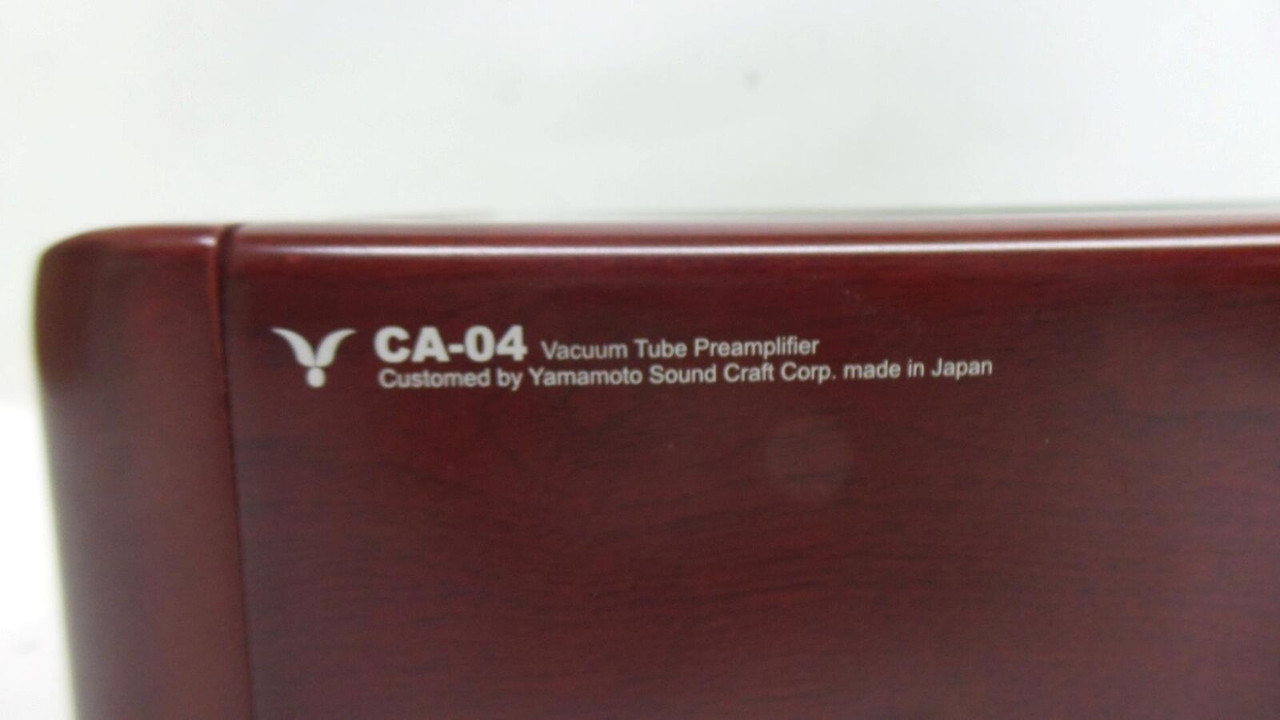 CA-04 Vacuum Tube Preamplifier
Customed by Yamamoto Sound Craft Corp. made in Japan